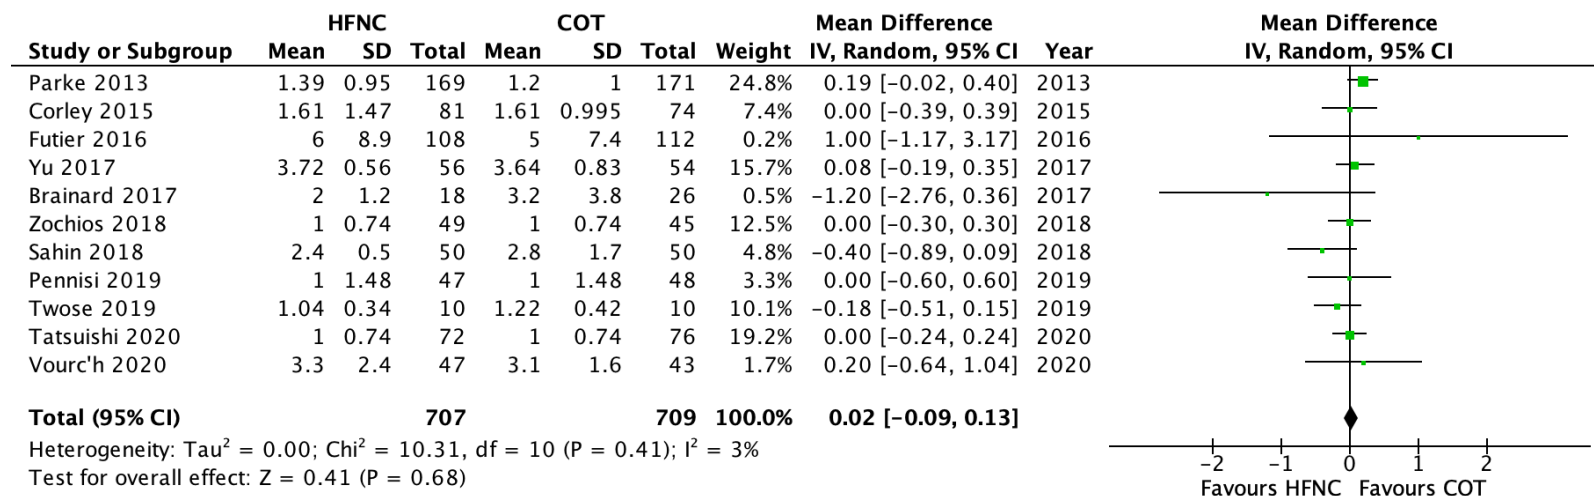 HFNC COT Mean Difference Mean Difference
Study or Subgroup Mean SD Total Mean SD Total Weight IV, Random, 95% CI Year IV, Random, 95% CI
Parke 2013 1.39 0.95 169 1.2 1 171 24.8% 0.19 [−0.02, 0.40] 2013
Corley 2015 1.61 1.47 81 1.61 0.995 74 7.4% 0.00 [−0.39, 0.39] 2015
Futier 2016 6 8.9 108 5 7.4 112 0.2% 1.00 [−1.17, 3.17] 2016
Yu 2017 3.72 0.56 56 3.64 0.83 54 15.7% 0.08 [−0.19, 0.35] 2017
Brainard 2017 2 1.2 18 3.2 3.8 26 0.5% −1.20 [−2.76, 0.36] 2017
Zochios 2018 1 0.74 49 1 0.74 45 12.5% 0.00 [−0.30, 0.30] 2018
Sahin 2018 2.4 0.5 50 2.8 1.7 50 4.8% −0.40 [−0.89, 0.09] 2018
Pennisi 2019 1 1.48 47 1 1.48 48 3.3% 0.00 [−0.60, 0.60] 2019
Twose 2019 1.04 0.34 10 1.22 0.42 10 10.1% −0.18 [−0.51, 0.15] 2019
Tatsuishi 2020 1 0.74 72 1 0.74 76 19.2% 0.00 [−0.24, 0.24] 2020
Vourc'h 2020 3.3 2.4 47 3.1 1.6 43 1.7% 0.20 [−0.64, 1.04] 2020
Total (95% CI) 707 709 100.0% 0.02 [−0.09, 0.13]
Heterogeneity: Tau² = 0.00; Chi² = 10.31, df = 10 (P = 0.41); I² = 3%
Test for overall effect: Z = 0.41 (P = 0.68)
−2 −1 0 1 2
Favours HFNC Favours COT